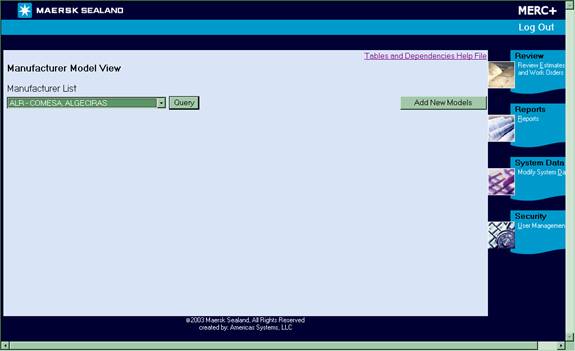 MAERSK SEALAND
MERC+
Log Out
Tables and Dependencies Help File
Manufacturer Model View
Manufacturer List
ALR - COMESA, ALGECIRAS
Query
Add New Models
Review
Review Estimates
and Work Orders
Reports
Reports
System Data
Modify System Da
Security
User Managemen
©2003 Maersk Sealand, All Rights Reserved
created by: Americas Systems, LLC